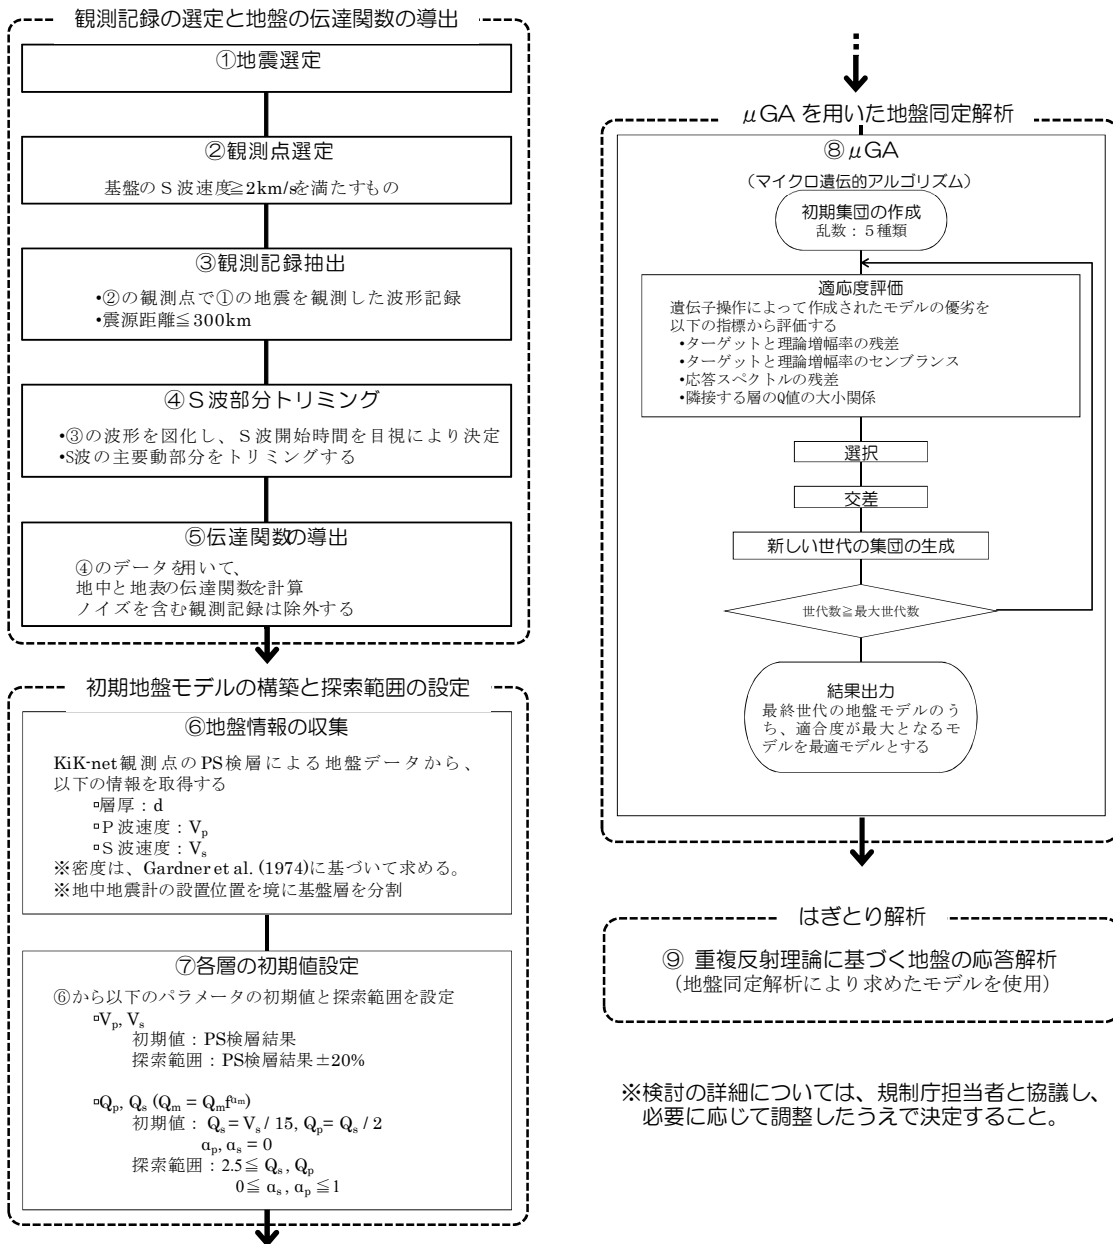 観測記録の選定と地盤の伝達関数の導出
①地震選定
②観測点選定
基盤のS波速度≧2km/sを満たすもの
③観測記録抽出
•②の観測点で①の地震を観測した波形記録
•震源距離≦300km
④S波部分トリミング
•③の波形を図化し、S波開始時間を目視により決定
•S波の主要動部分をトリミングする
⑤伝達関数の導出
④のデータを用いて、
地中と地表の伝達関数を計算
ノイズを含む観測記録は除外する
初期地盤モデルの構築と探索範囲の設定
⑥地盤情報の収集
KiK-net観測点のPS検層による地盤データから、
以下の情報を取得する
▫層厚：d
▫P波速度：Vp
▫S波速度：Vs
※密度は、Gardner et al. (1974)に基づいて求める。
※地中地震計の設置位置を境に基盤層を分割
⑦各層の初期値設定
⑥から以下のパラメータの初期値と探索範囲を設定
▫Vp, Vs
初期値：PS検層結果
探索範囲：PS検層結果±20%
▫Qp, Qs (Qm = Qmf^αm)
初期値：Qs = Vs / 15, Qp = Qs / 2
αp, αs = 0
探索範囲：2.5≦ Qs , Qp
0≦ αs , αp ≦1
μGAを用いた地盤同定解析
⑧μGA
（マイクロ遺伝的アルゴリズム）
初期集団の作成
乱数：5種類
適応度評価
遺伝子操作によって作成されたモデルの優劣を
以下の指標から評価する
•ターゲットと理論増幅率の残差
•ターゲットと理論増幅率のセンブランス
•応答スペクトルの残差
•隣接する層のQ値の大小関係
選択
交差
新しい世代の集団の生成
世代数≧最大世代数
結果出力
最終世代の地盤モデルのう
ち、適合度が最大となるモ
デルを最適モデルとする
はぎとり解析
⑨ 重複反射理論に基づく地盤の応答解析
（地盤同定解析により求めたモデルを使用）
※検討の詳細については、規制庁担当者と協議し、
必要に応じて調整したうえで決定すること。